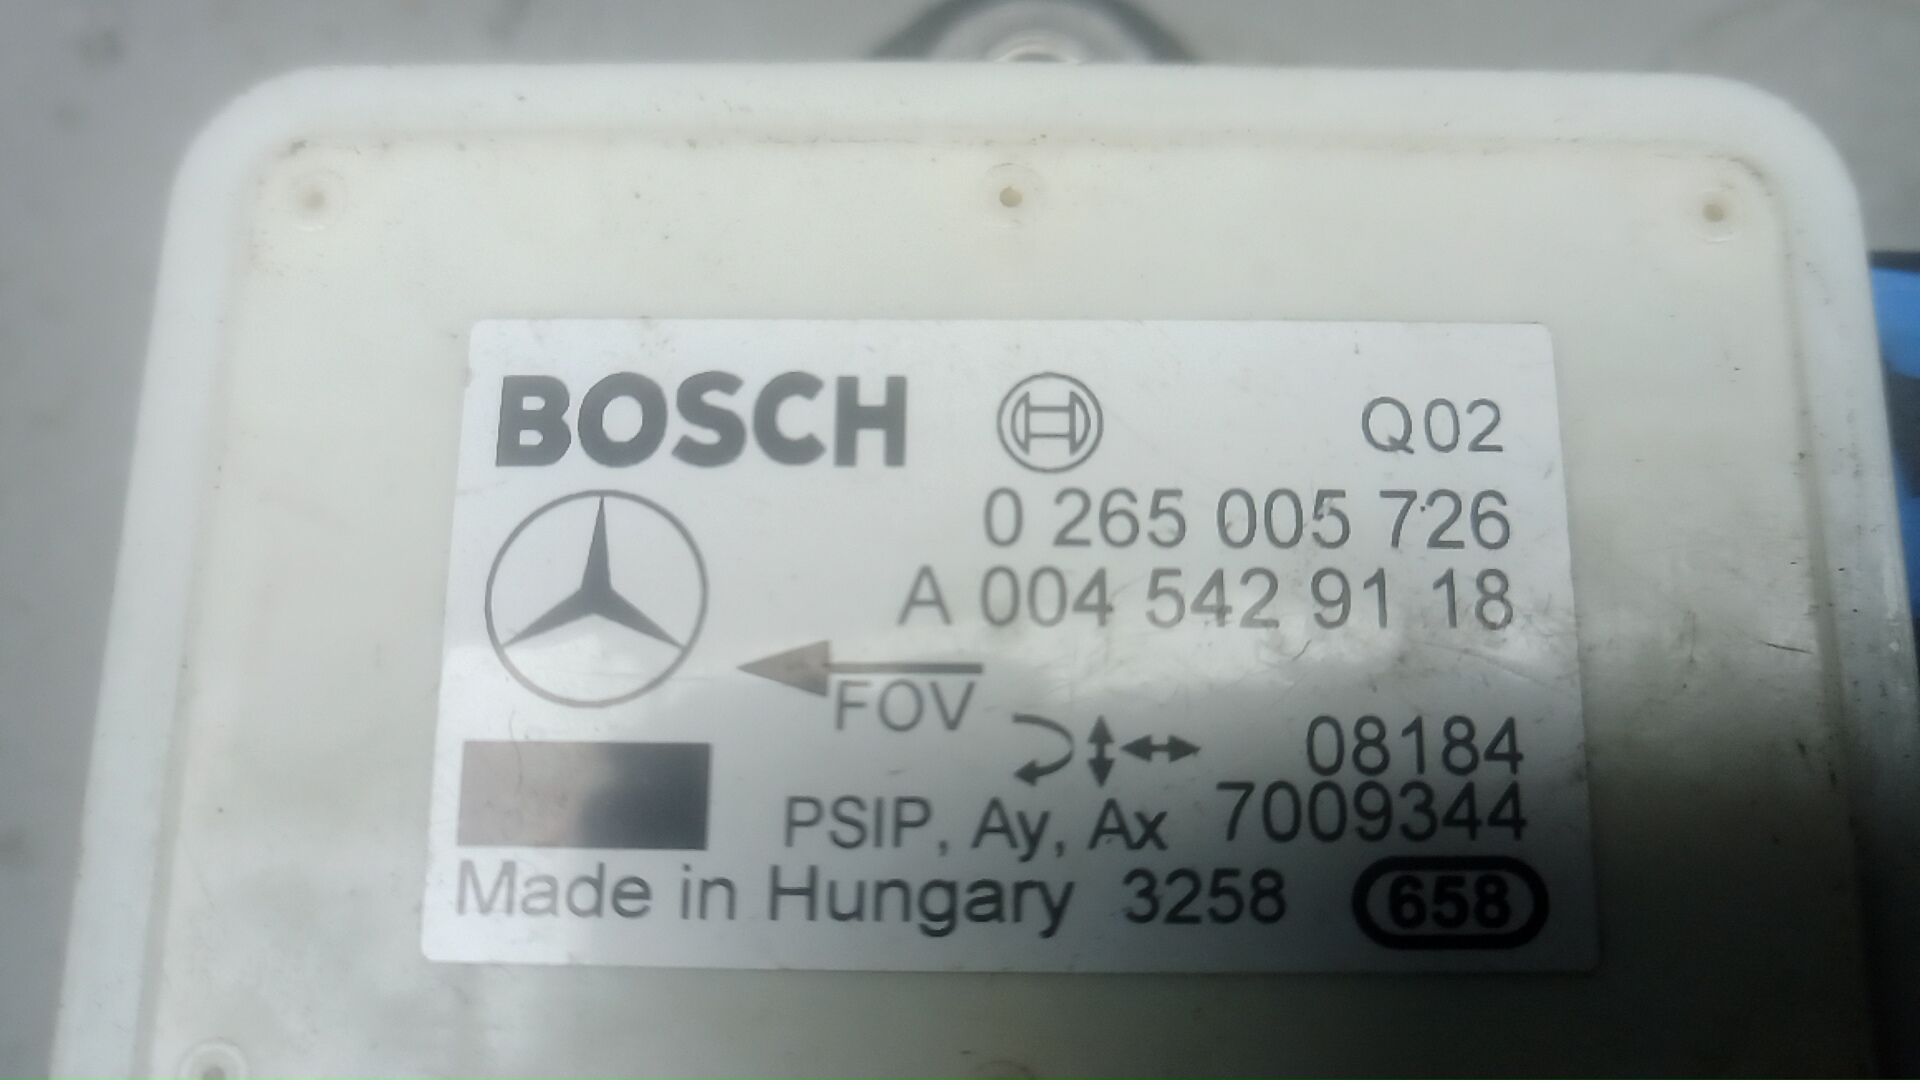 BOSCH Q02
0 265 005 726
A 004 542 91 18
FOV
08184
PSIP, Ay, Ax 7009344
Made in Hungary 3258 658